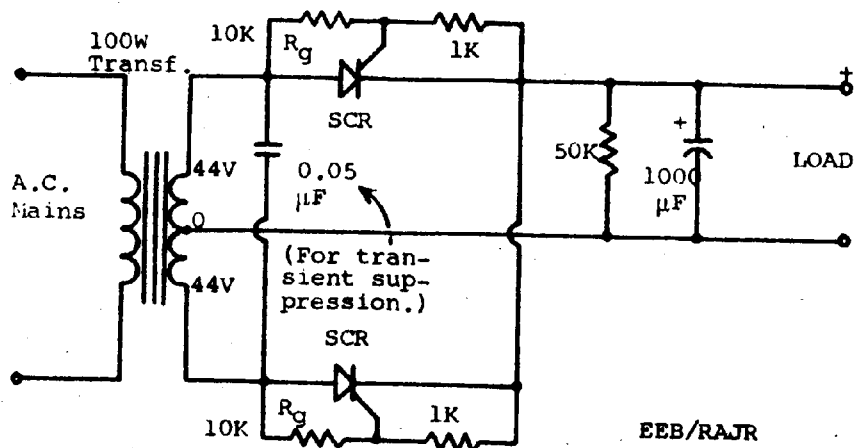 10K
Rg
1K
100W
Transf.
SCR
44V
0.05
μF
50K
+
1000
μF
+
LOAD
A.C.
Mains
0
(For tran-
sient sup-
pression.)
44V
SCR
10K
Rg
1K
EEB/RAJR